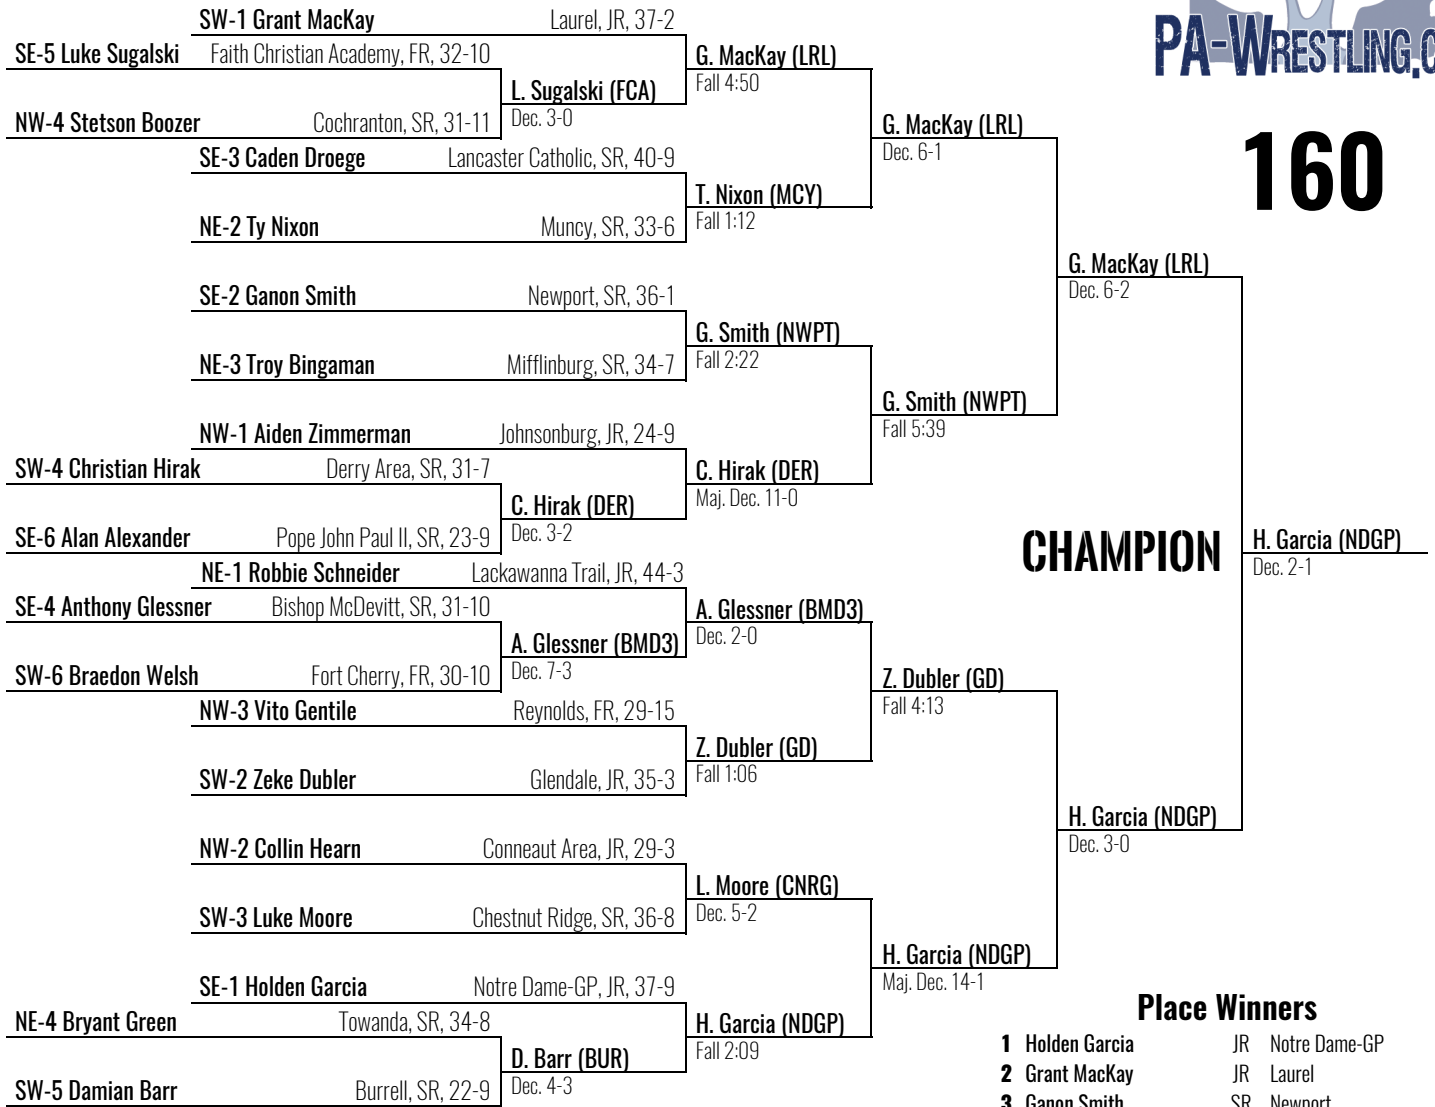 SW-1 Grant MacKay Laurel, JR, 37-2
SE-5 Luke Sugalski Faith Christian Academy, FR, 32-10
G. MacKay (LRL)
Fall 4:50
L. Sugalski (FCA)
Dec. 3-0
NW-4 Stetson Boozer Cochranton, SR, 31-11
G. MacKay (LRL)
Dec. 6-1
SE-3 Caden Droege Lancaster Catholic, SR, 40-9
T. Nixon (MCY)
Fall 1:12
NE-2 Ty Nixon Muncy, SR, 33-6
PA-WRESTLING.C
160
G. MacKay (LRL)
Dec. 6-2
SE-2 Ganon Smith Newport, SR, 36-1
G. Smith (NWPT)
Fall 2:22
NE-3 Troy Bingaman Mifflinburg, SR, 34-7
G. Smith (NWPT)
Fall 5:39
NW-1 Aiden Zimmerman Johnsonburg, JR, 24-9
SW-4 Christian Hirak Derry Area, SR, 31-7
C. Hirak (DER)
Maj. Dec. 11-0
C. Hirak (DER)
Dec. 3-2
SE-6 Alan Alexander Pope John Paul II, SR, 23-9
CHAMPION
H. Garcia (NDGP)
Dec. 2-1
NE-1 Robbie Schneider Lackawanna Trail, JR, 44-3
SE-4 Anthony Glessner Bishop McDevitt, SR, 31-10
A. Glessner (BMD3)
Dec. 2-0
A. Glessner (BMD3)
Dec. 7-3
SW-6 Braedon Welsh Fort Cherry, FR, 30-10
Z. Dubler (GD)
Fall 4:13
NW-3 Vito Gentile Reynolds, FR, 29-15
Z. Dubler (GD)
Fall 1:06
SW-2 Zeke Dubler Glendale, JR, 35-3
H. Garcia (NDGP)
Dec. 3-0
NW-2 Collin Hearn Conneaut Area, JR, 29-3
L. Moore (CNRG)
Dec. 5-2
SW-3 Luke Moore Chestnut Ridge, SR, 36-8
H. Garcia (NDGP)
Maj. Dec. 14-1
SE-1 Holden Garcia Notre Dame-GP, JR, 37-9
NE-4 Bryant Green Towanda, SR, 34-8
H. Garcia (NDGP)
Fall 2:09
D. Barr (BUR)
Dec. 4-3
SW-5 Damian Barr Burrell, SR, 22-9
Place Winners
1 Holden Garcia JR Notre Dame-GP
2 Grant MacKay JR Laurel
3 Ganon Smith SR Newport